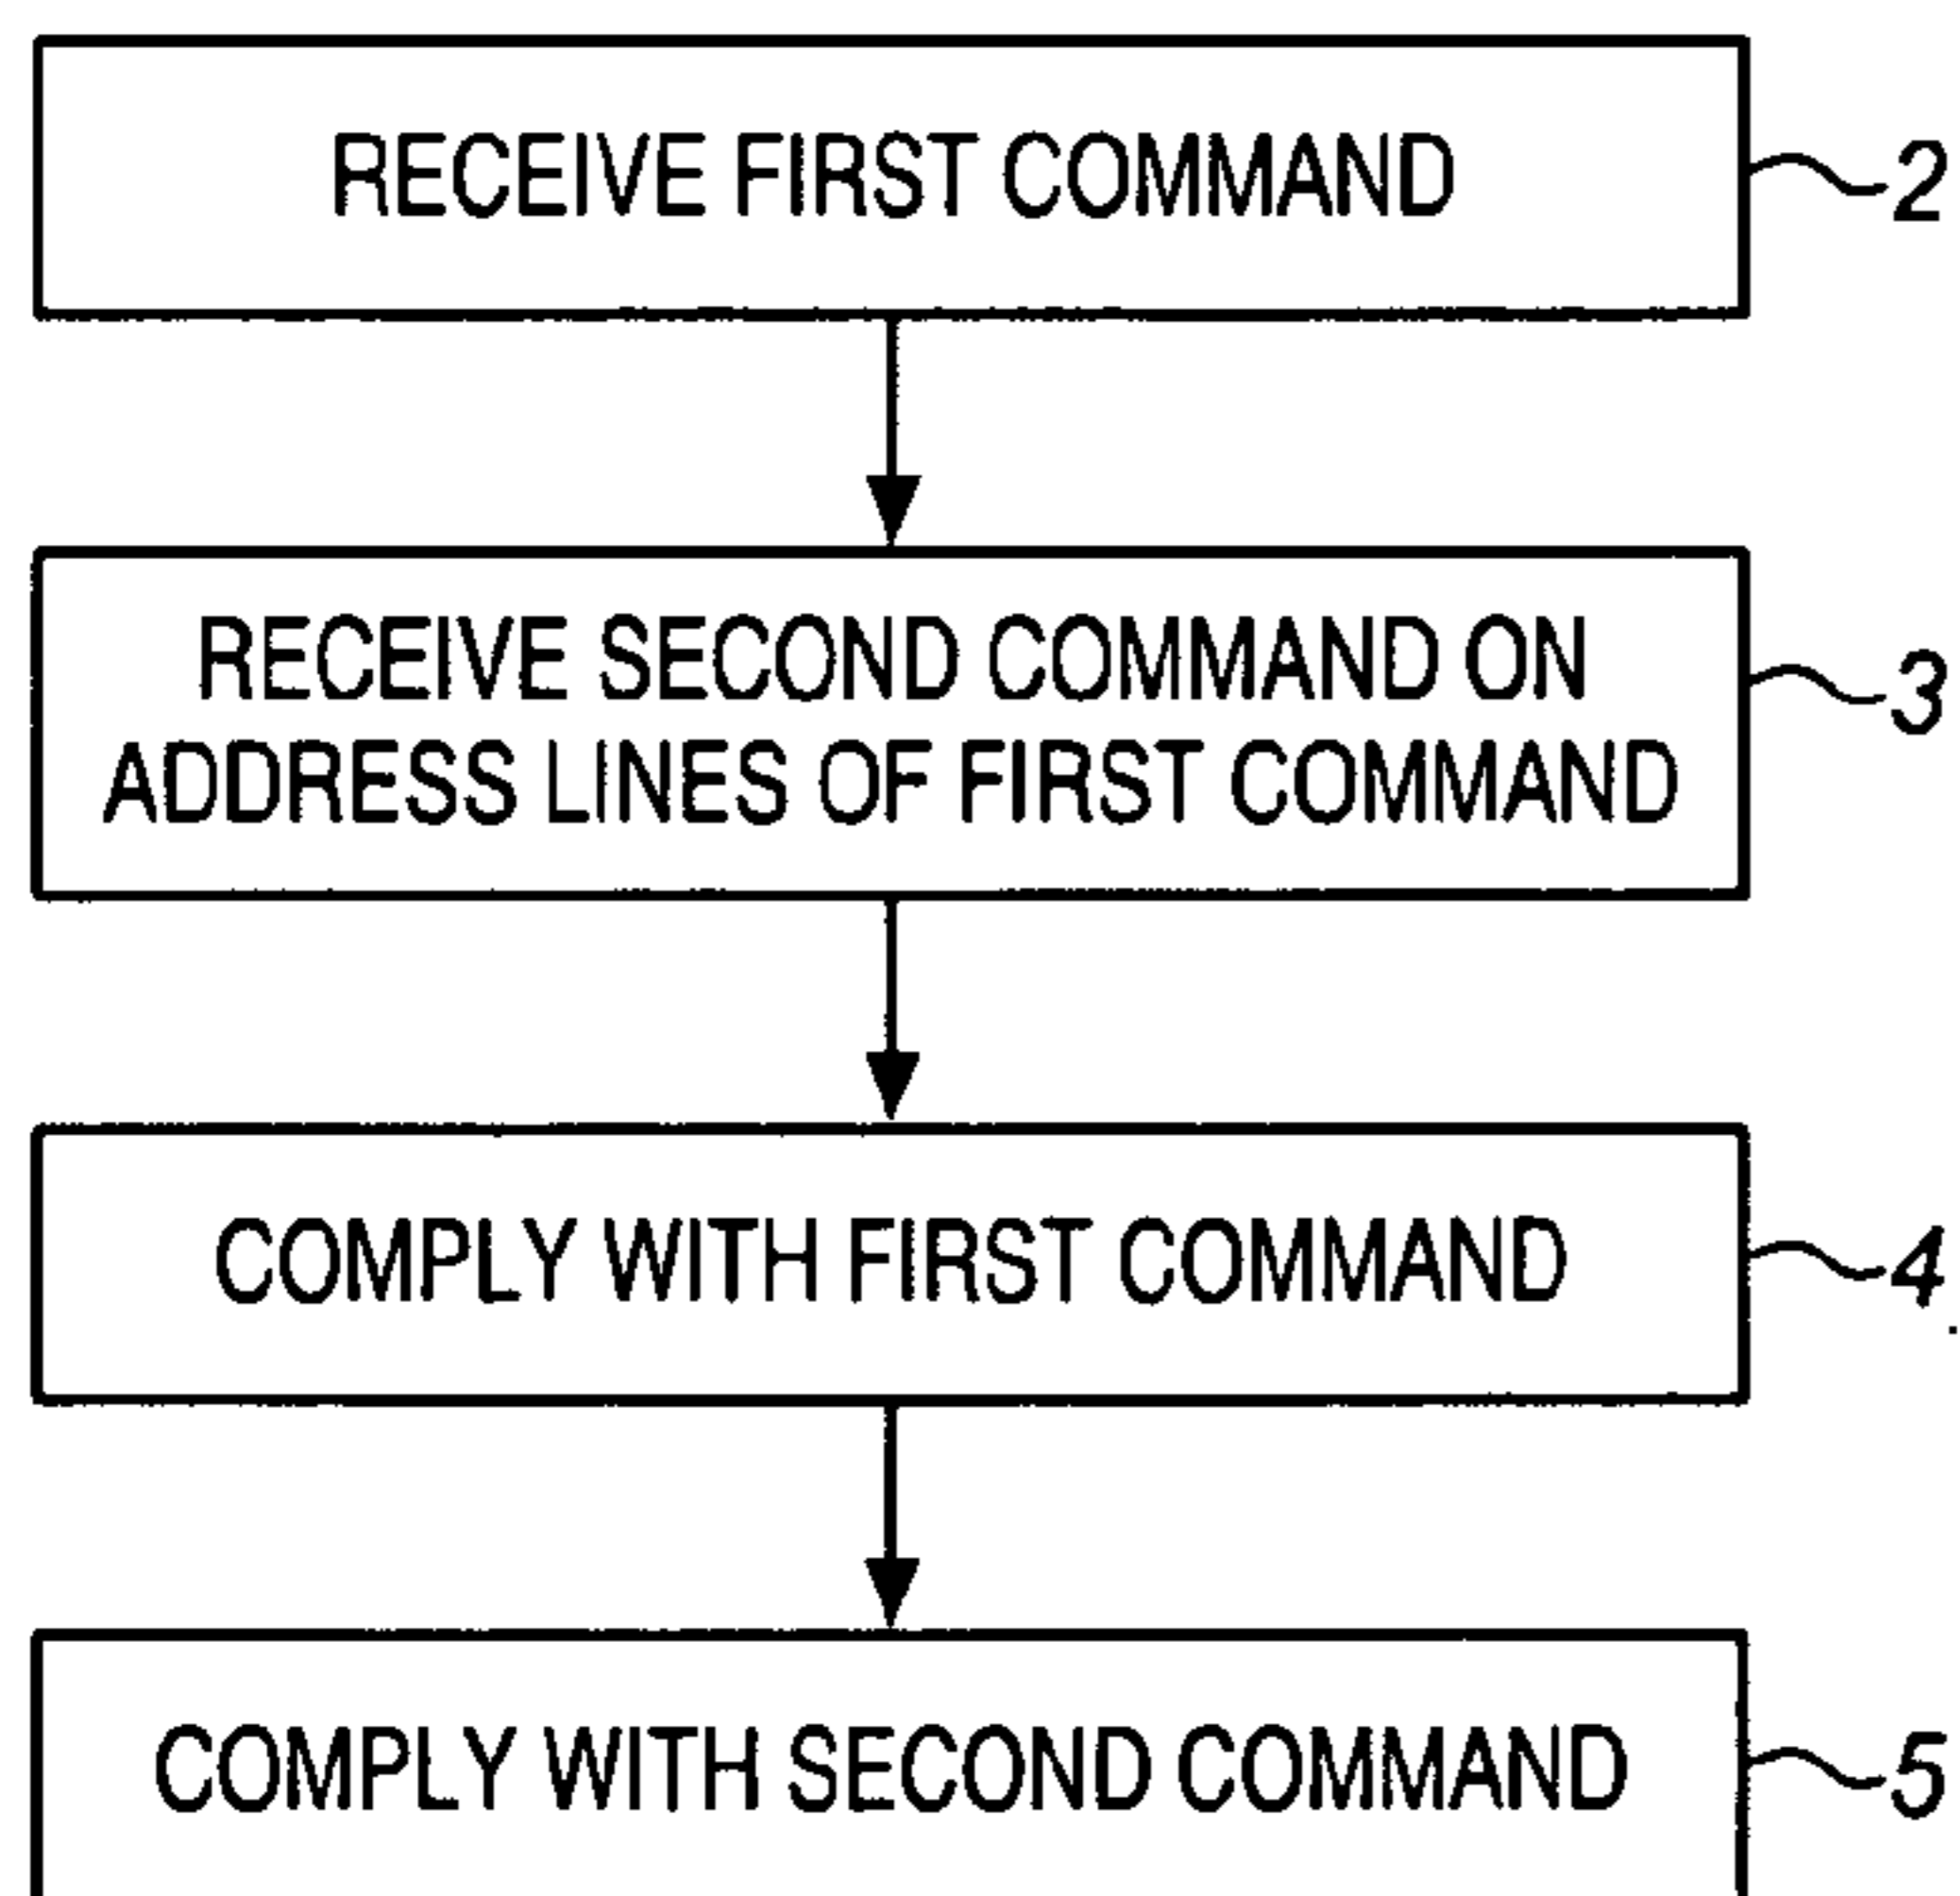 RECEIVE FIRST COMMAND
2
RECEIVE SECOND COMMAND ON
ADDRESS LINES OF FIRST COMMAND
3
COMPLY WITH FIRST COMMAND
4
COMPLY WITH SECOND COMMAND
5